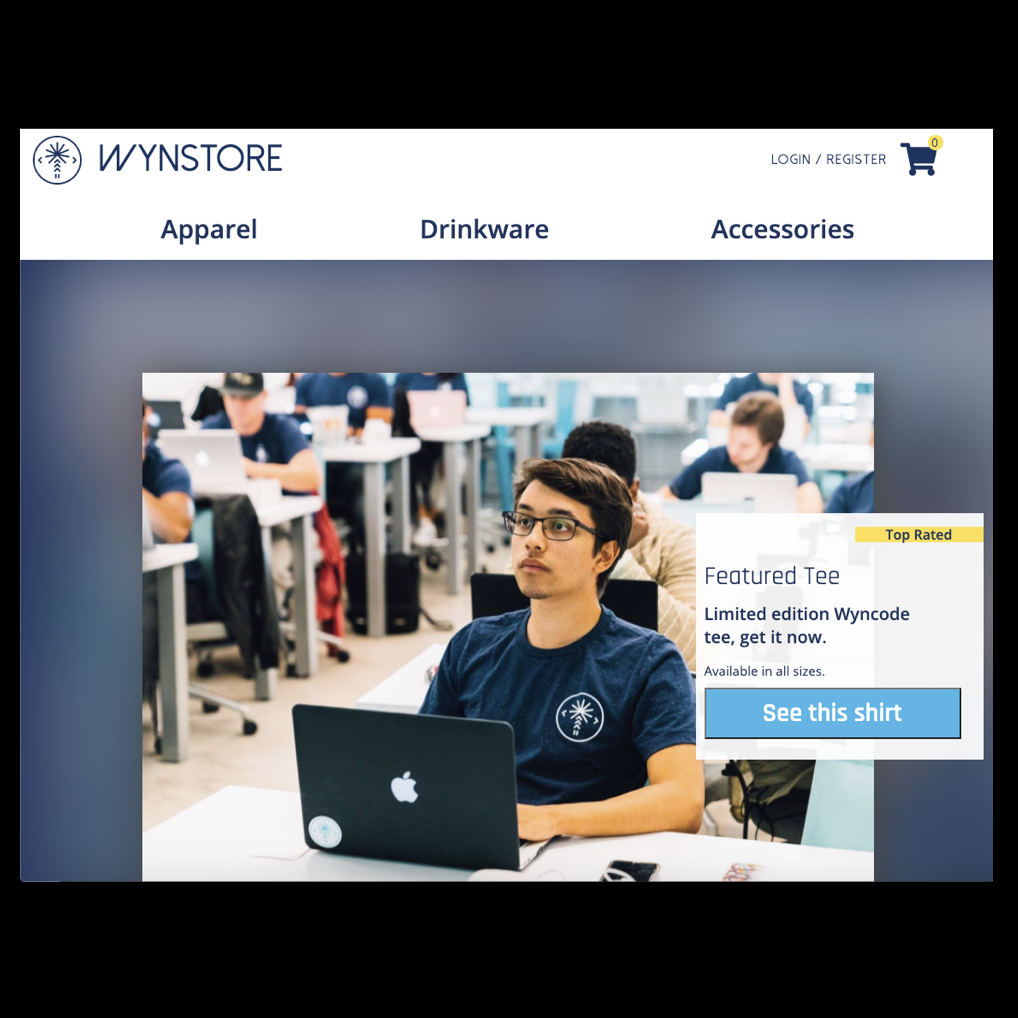 WYNSTORE
LOGIN / REGISTER
0
Apparel
Drinkware
Accessories
Top Rated
Featured Tee
Limited edition Wyncode
tee, get it now.
Available in all sizes.
See this shirt